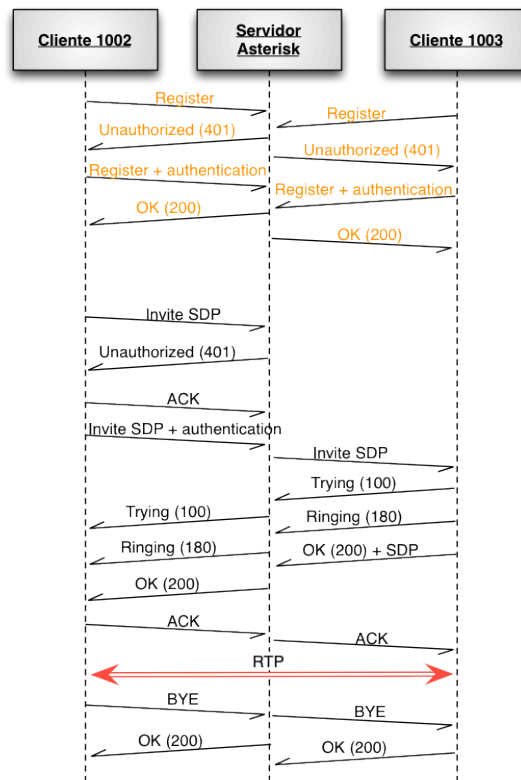 Cliente 1002
Servidor
Asterisk
Cliente 1003
Register
Register
Unauthorized (401)
Unauthorized (401)
Register + authentication
Register + authentication
OK (200)
OK (200)
Invite SDP
Unauthorized (401)
ACK
Invite SDP + authentication
Invite SDP
Trying (100)
Trying (100)
Ringing (180)
Ringing (180)
OK (200) + SDP
OK (200)
ACK
ACK
RTP
BYE
BYE
OK (200)
OK (200)